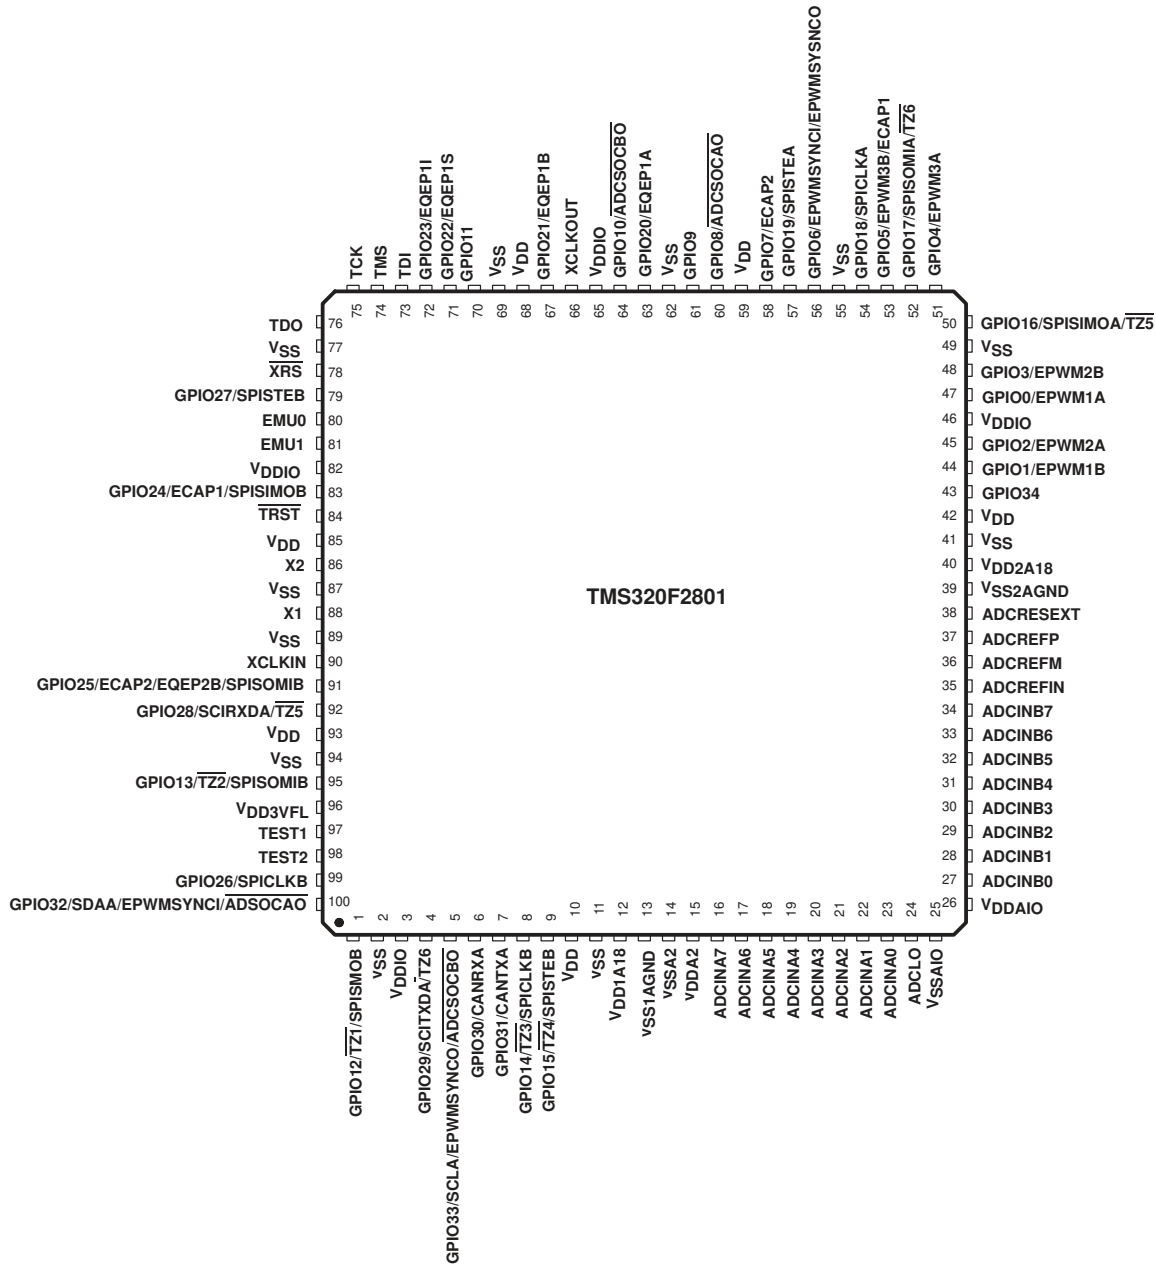 TCK
TMS
TDI
GPIO23/EQEP1I
GPIO22/EQEP1S
GPIO11
VSS
VDD
GPIO21/EQEP1B
XCLKOUT
VDDIO
GPIO10/ADCSOCBO
GPIO20/EQEP1A
VSS
GPIO9
GPIO8/ADCSOCAO
VDD
GPIO7/ECAP2
GPIO19/SPISTEA
GPIO6/EPWMSYNCI/EPWMSYSNCO
VSS
GPIO18/SPICLKA
GPIO5/EPWM3B/ECAP1
GPIO17/SPISOMIA/TZ6
GPIO4/EPWM3A
75 74 73 72 71 70 69 68 67 66 65 64 63 62 61 60 59 58 57 56 55 54 53 52 51
TDO 76
VSS 77
XRS 78
GPIO27/SPISTEB 79
EMU0 80
EMU1 81
VDDIO 82
GPIO24/ECAP1/SPISIMOB 83
TRST 84
VDD 85
X2 86
VSS 87
X1 88
VSS 89
XCLKIN 90
GPIO25/ECAP2/EQEP2B/SPISOMIB 91
GPIO28/SCIRXDA/TZ5 92
VDD 93
VSS 94
GPIO13/TZ2/SPISOMIB 95
VDD3VFL 96
TEST1 97
TEST2 98
GPIO26/SPICLKB 99
GPIO32/SDAA/EPWMSYNCI/ADSOCAO 100
TMS320F2801
50 GPIO16/SPISIMOA/TZ5
49 VSS
48 GPIO3/EPWM2B
47 GPIO0/EPWM1A
46 VDDIO
45 GPIO2/EPWM2A
44 GPIO1/EPWM1B
43 GPIO34
42 VDD
41 VSS
40 VDD2A18
39 VSS2AGND
38 ADCRESEXT
37 ADCREFP
36 ADCREFM
35 ADCREFIN
34 ADCINB7
33 ADCINB6
32 ADCINB5
31 ADCINB4
30 ADCINB3
29 ADCINB2
28 ADCINB1
27 ADCINB0
26 VDDAIO
1 2 3 4 5 6 7 8 9 10 11 12 13 14 15 16 17 18 19 20 21 22 23 24 25
GPIO12/TZ1/SPISMOB
VSS
VDDIO
GPIO29/SCITXDA/TZ6
GPIO33/SCLA/EPWMSYNCO/ADCSOCBO
GPIO30/CANRXA
GPIO31/CANTXA
GPIO14/TZ3/SPICLKB
GPIO15/TZ4/SPISTEB
VDD
VSS
VDD1A18
VSS1AGND
VSSA2
VDDA2
ADCINA7
ADCINA6
ADCINA5
ADCINA4
ADCINA3
ADCINA2
ADCINA1
ADCINA0
ADCLO
VSSAIO